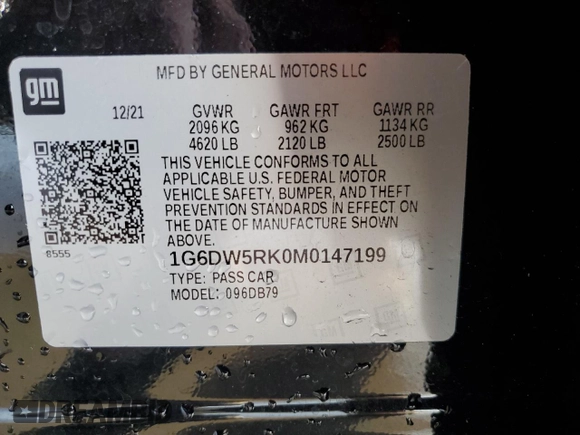 gm
MFD BY GENERAL MOTORS LLC
12/21 GVWR GAWR FRT GAWR RR
2096 KG 962 KG 1134 KG
4620 LB 2120 LB 2500 LB
THIS VEHICLE CONFORMS TO ALL
APPLICABLE U.S. FEDERAL MOTOR
VEHICLE SAFETY, BUMPER, AND THEFT
PREVENTION STANDARDS IN EFFECT ON
THE DATE OF MANUFACTURE SHOWN
ABOVE.
8555
1G6DW5RK0M0147199
TYPE: PASS CAR
MODEL: 096DB79